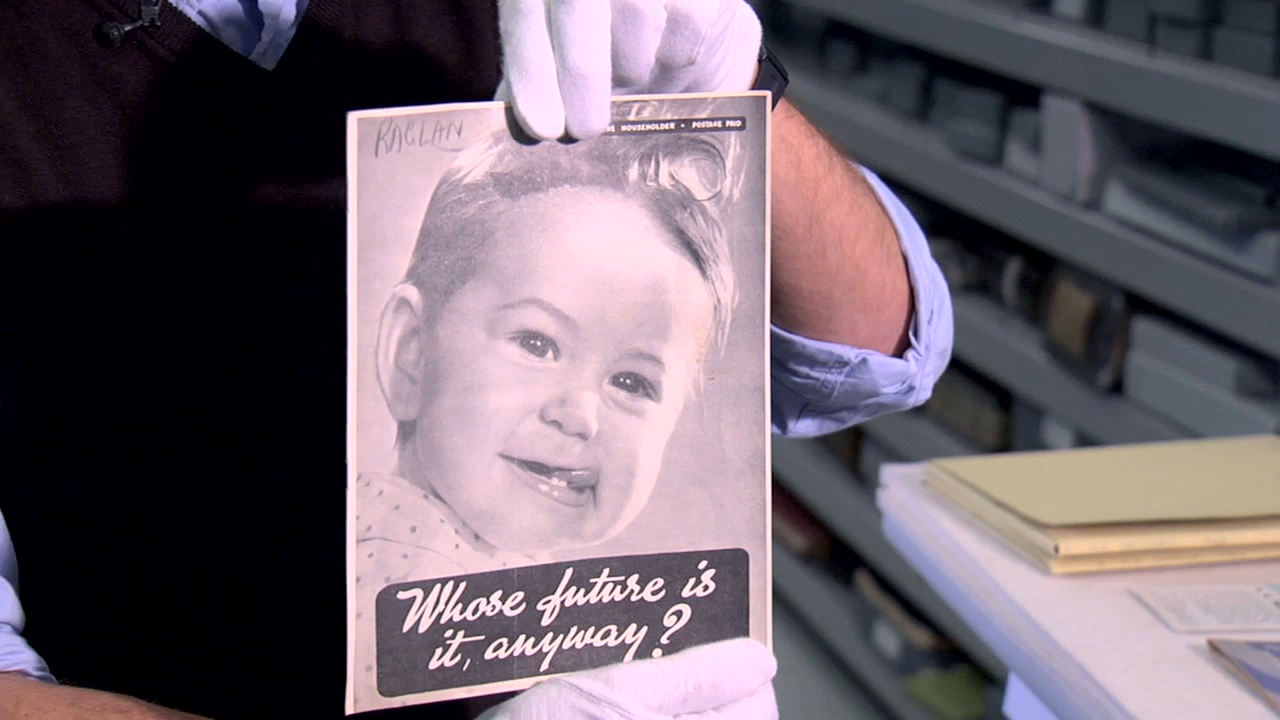 RAGLAN
HOUSEHOLDER • POSTAGE PAID
Whose future is
it, anyway?